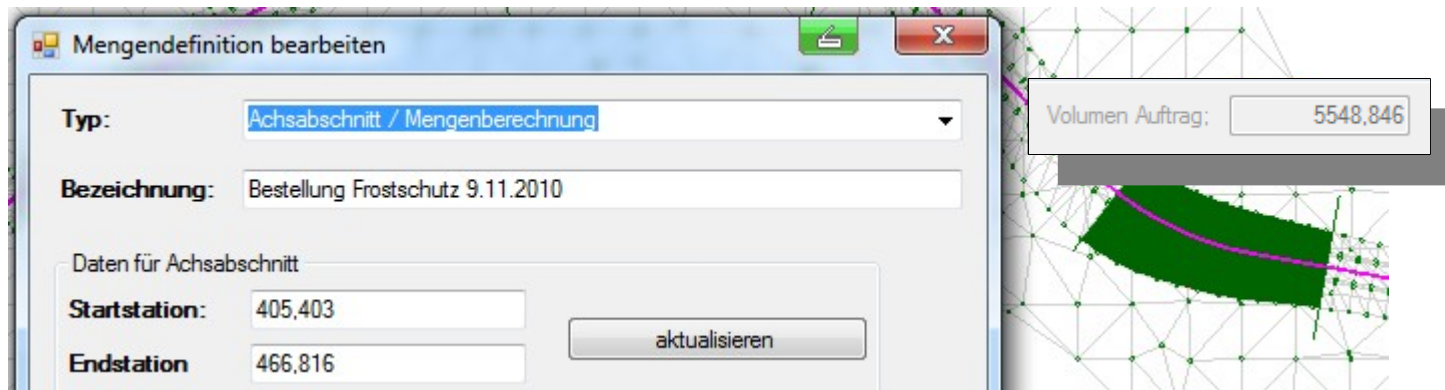 Mengendefinition bearbeiten
Typ:
Achsabschnitt / Mengenberechnung
Bezeichnung:
Bestellung Frostschutz 9.11.2010
Daten für Achsabschnitt
Startstation:
405,403
Endstation
466,816
aktualisieren
Volumen Auftrag:
5548,846